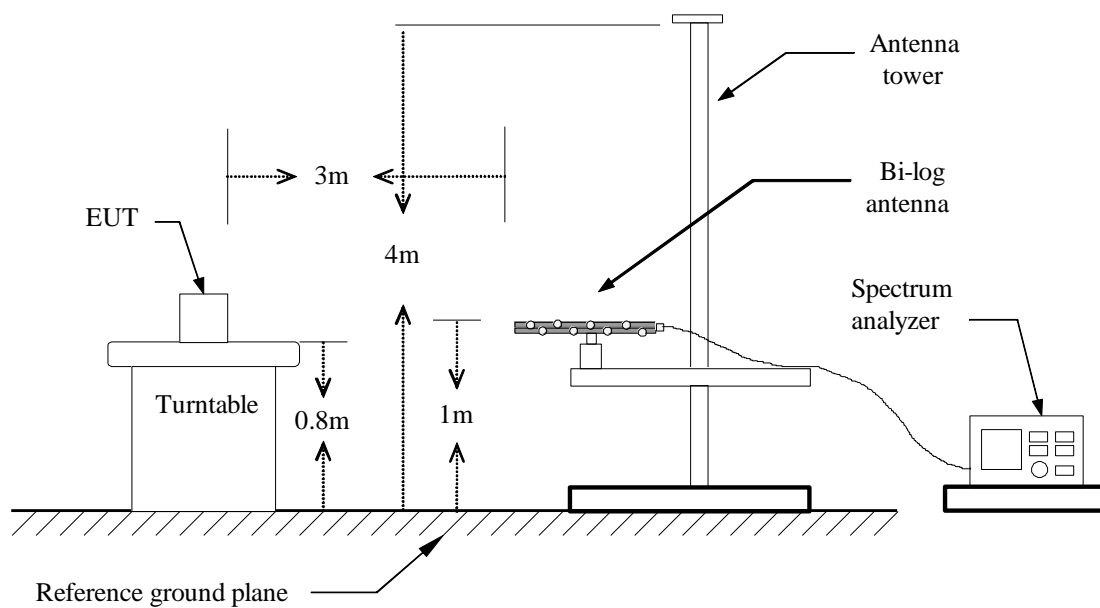 Antenna
tower
3m
Bi-log
antenna
EUT
4m
Spectrum
analyzer
Turntable
0.8m
1m
Reference ground plane